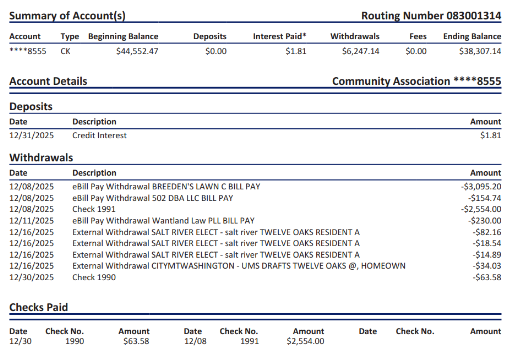 Summary of Account(s) Routing Number 083001314
Account Type Beginning Balance Deposits Interest Paid* Withdrawals Fees Ending Balance
****8555 CK $44,552.47 $0.00 $1.81 $6,247.14 $0.00 $38,307.14
Account Details Community Association ****8555
Deposits
Date Description Amount
12/31/2025 Credit Interest $1.81
Withdrawals
Date Description Amount
12/08/2025 eBill Pay Withdrawal BREEDEN'S LAWN C BILL PAY -$3,095.20
12/08/2025 eBill Pay Withdrawal 502 DBA LLC BILL PAY -$154.74
12/08/2025 Check 1991 -$2,554.00
12/11/2025 eBill Pay Withdrawal Wantland Law PLL BILL PAY -$230.00
12/16/2025 External Withdrawal SALT RIVER ELECT - salt river TWELVE OAKS RESIDENT A -$82.16
12/16/2025 External Withdrawal SALT RIVER ELECT - salt river TWELVE OAKS RESIDENT A -$18.54
12/16/2025 External Withdrawal SALT RIVER ELECT - salt river TWELVE OAKS RESIDENT A -$14.89
12/16/2025 External Withdrawal CITYMTWASHINGTON - UMS DRAFTS TWELVE OAKS @, HOMEOWN -$34.03
12/30/2025 Check 1990 -$63.58
Checks Paid
Date Check No. Amount Date Check No. Amount Date Check No. Amount
12/30 1990 $63.58 12/08 1991 $2,554.00